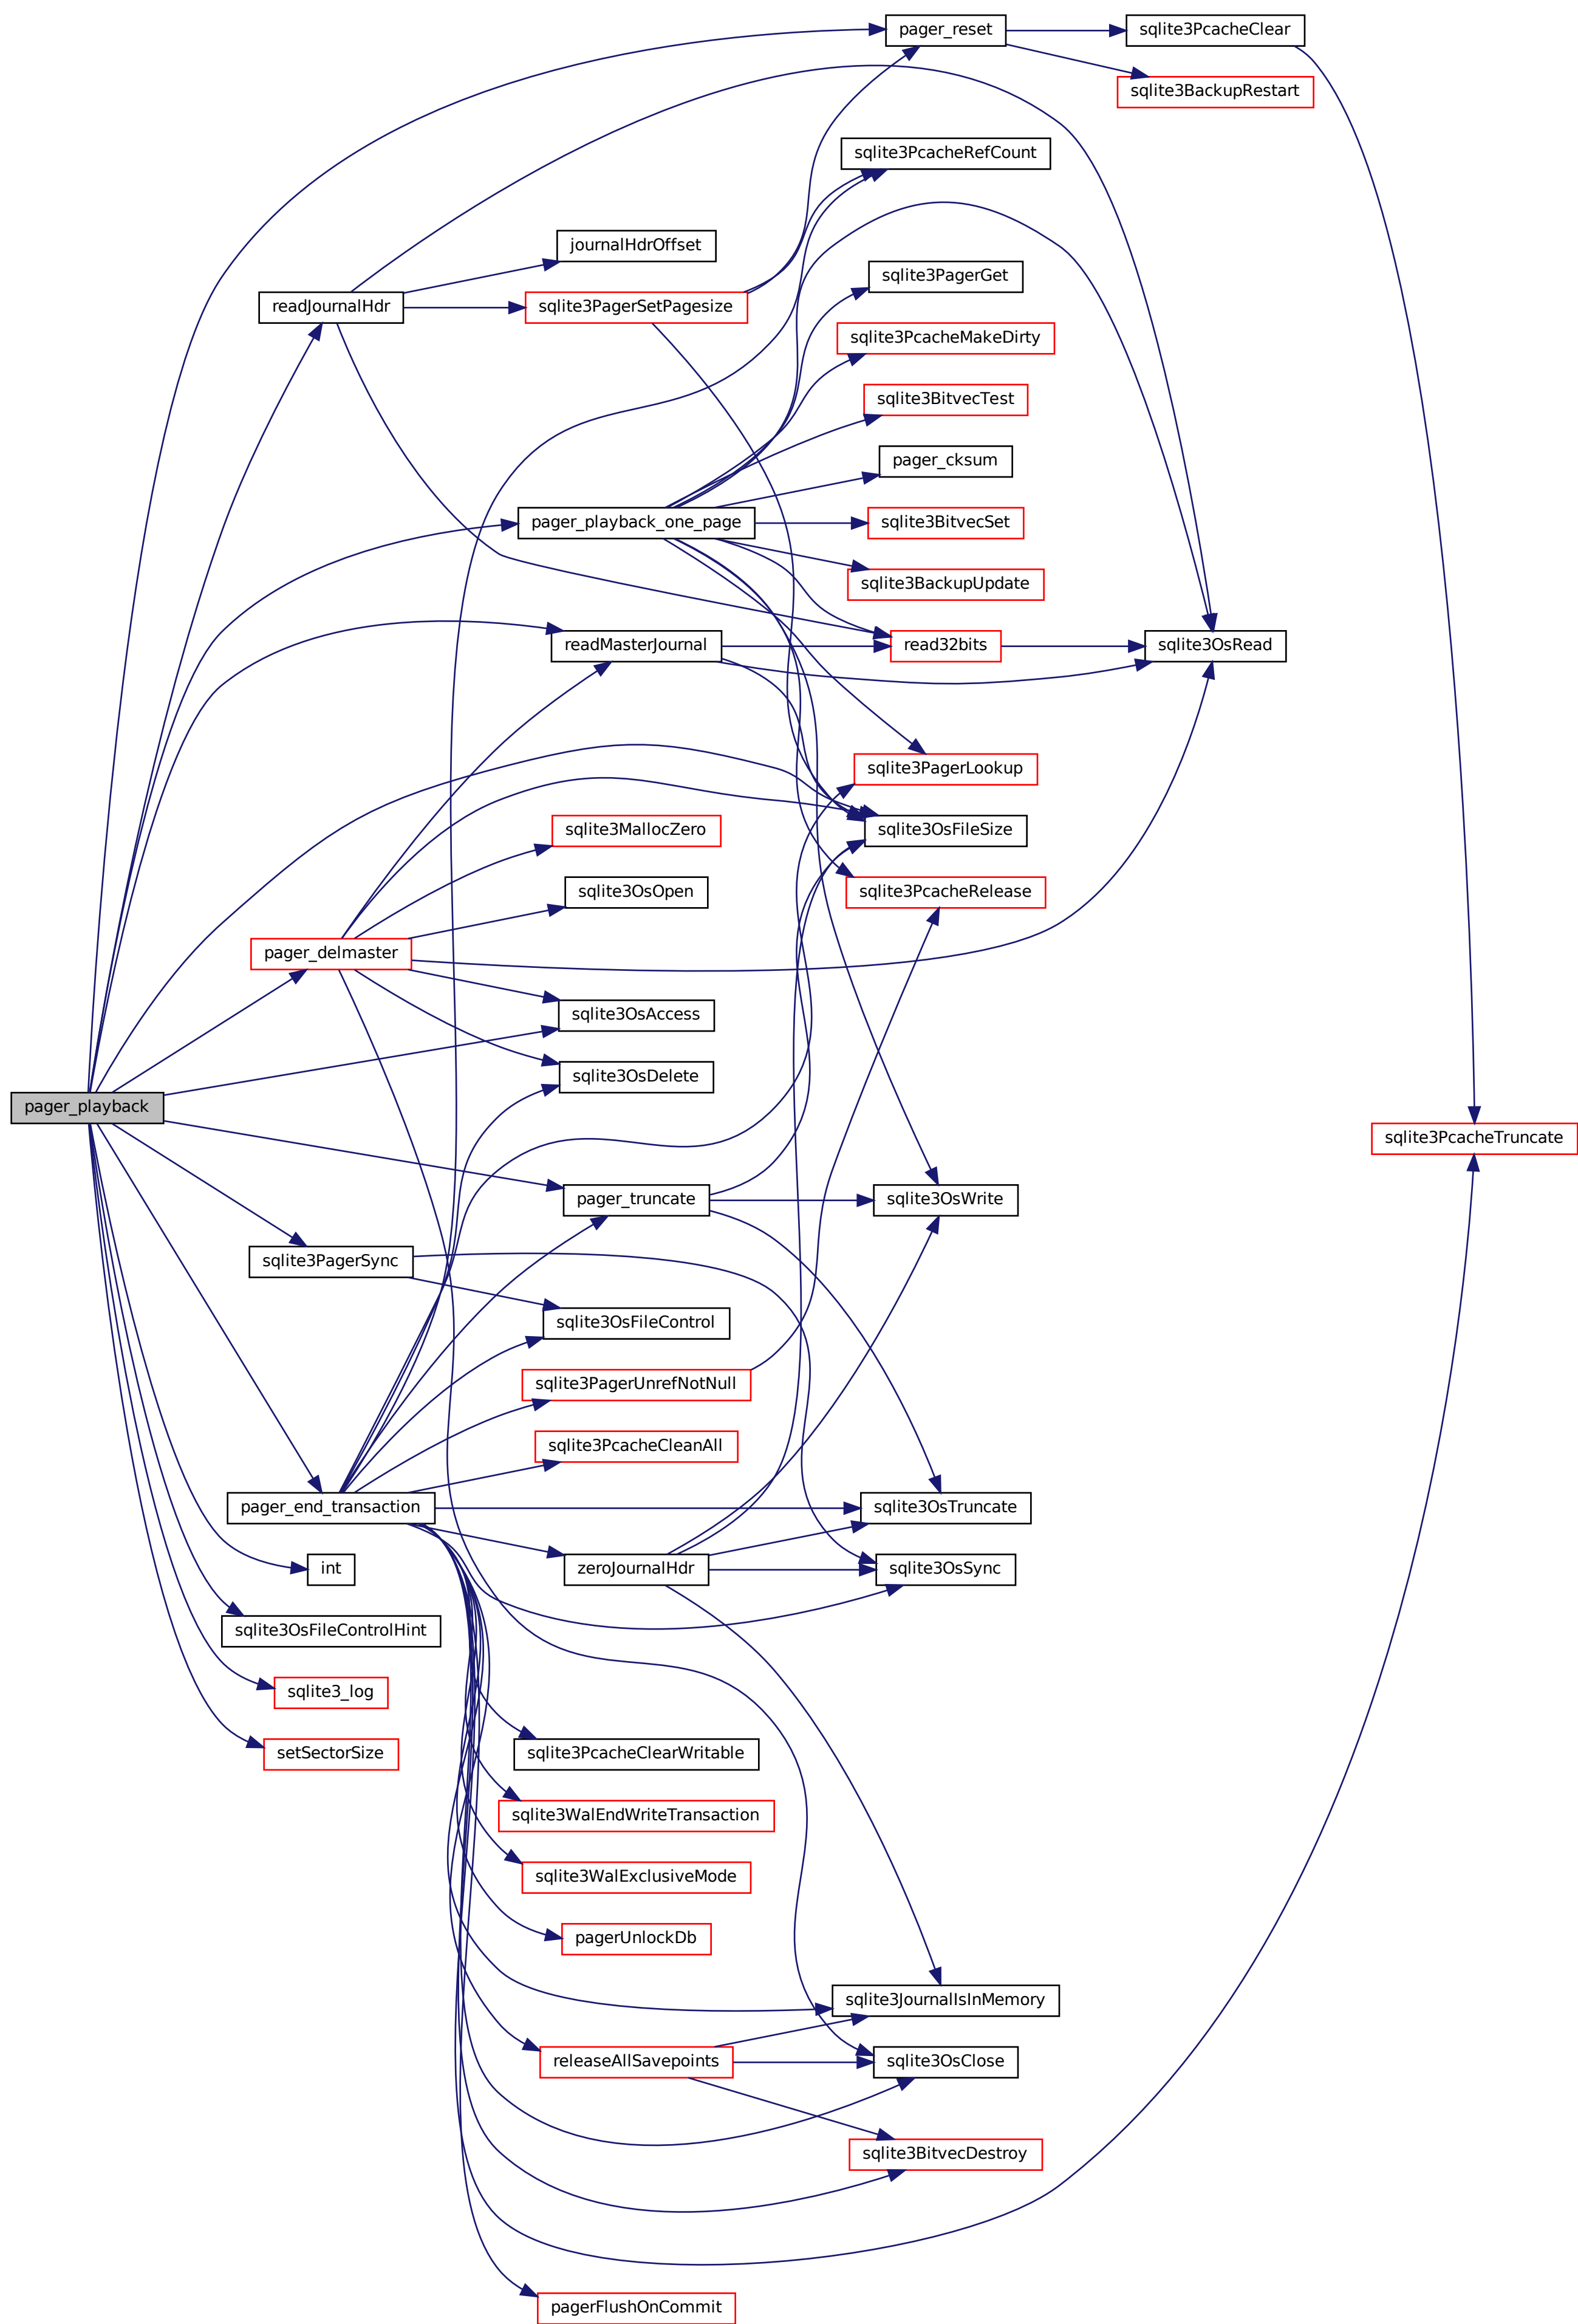 pager_reset
sqlite3PcacheClear
sqlite3BackupRestart
sqlite3PcacheRefCount
journalHdrOffset
sqlite3PagerGet
readJournalHdr
sqlite3PagerSetPagesize
sqlite3PcacheMakeDirty
sqlite3BitvecTest
pager_cksum
pager_playback_one_page
sqlite3BitvecSet
sqlite3BackupUpdate
readMasterJournal
read32bits
sqlite3OsRead
sqlite3PagerLookup
sqlite3MallocZero
sqlite3OsFileSize
sqlite3OsOpen
sqlite3PcacheRelease
pager_delmaster
sqlite3OsAccess
sqlite3OsDelete
pager_playback
sqlite3PcacheTruncate
pager_truncate
sqlite3OsWrite
sqlite3PagerSync
sqlite3OsFileControl
sqlite3PagerUnrefNotNull
sqlite3PcacheCleanAll
pager_end_transaction
sqlite3OsTruncate
int
zeroJournalHdr
sqlite3OsSync
sqlite3OsFileControlHint
sqlite3_log
setSectorSize
sqlite3PcacheClearWritable
sqlite3WalEndWriteTransaction
sqlite3WalExclusiveMode
pagerUnlockDb
sqlite3JournalIsInMemory
releaseAllSavepoints
sqlite3OsClose
sqlite3BitvecDestroy
pagerFlushOnCommit